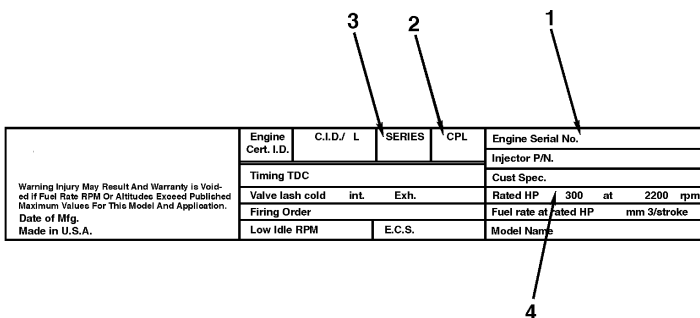 1
2
3
Engine Cert. I.D.
C.I.D./ L
SERIES
CPL
Engine Serial No.
Injector P/N.
Timing TDC
Cust Spec.
Warning Injury May Result And Warranty is Void-
ed if Fuel Rate RPM Or Altitudes Exceed Published
Maximum Values For This Model And Application.
Valve lash cold int. Exh.
Rated HP 300 at 2200 rpm
Date of Mfg.
Firing Order
Fuel rate at rated HP mm 3/stroke
Made in U.S.A.
Low Idle RPM
E.C.S.
Model Name
4